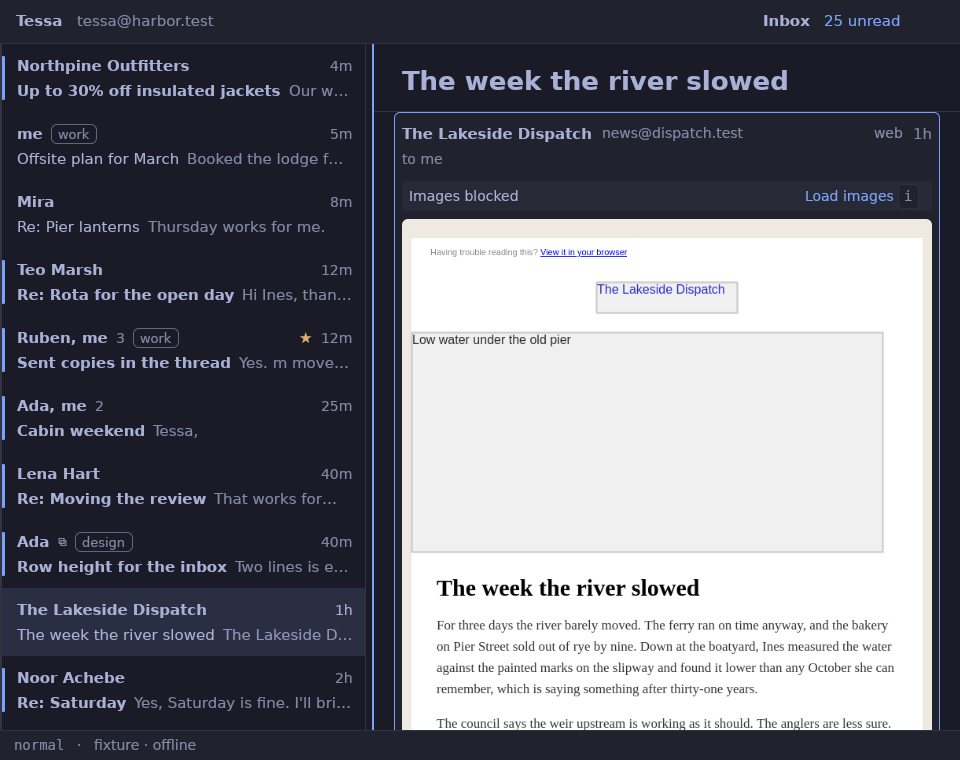 Tessa tessa@harbor.test
Inbox 25 unread
Northpine Outfitters 4m
Up to 30% off insulated jackets Our w…
me work 5m
Offsite plan for March Booked the lodge f…
Mira 8m
Re: Pier lanterns Thursday works for me.
Teo Marsh 12m
Re: Rota for the open day Hi Ines, than…
Ruben, me 3 work ★ 12m
Sent copies in the thread Yes. m move…
Ada, me 2 25m
Cabin weekend Tessa,
Lena Hart 40m
Re: Moving the review That works for…
Ada ⧉ design 40m
Row height for the inbox Two lines is e…
The Lakeside Dispatch 1h
The week the river slowed The Lakeside D…
Noor Achebe 2h
Re: Saturday Yes, Saturday is fine. I'll bri…
The week the river slowed
The Lakeside Dispatch news@dispatch.test web 1h
to me
Images blocked Load images i
Having trouble reading this? View it in your browser
The Lakeside Dispatch
Low water under the old pier
The week the river slowed
For three days the river barely moved. The ferry ran on time anyway, and the bakery
on Pier Street sold out of rye by nine. Down at the boatyard, Ines measured the water
against the painted marks on the slipway and found it lower than any October she can
remember, which is saying something after thirty-one years.
The council says the weir upstream is working as it should. The anglers are less sure.
normal · fixture · offline